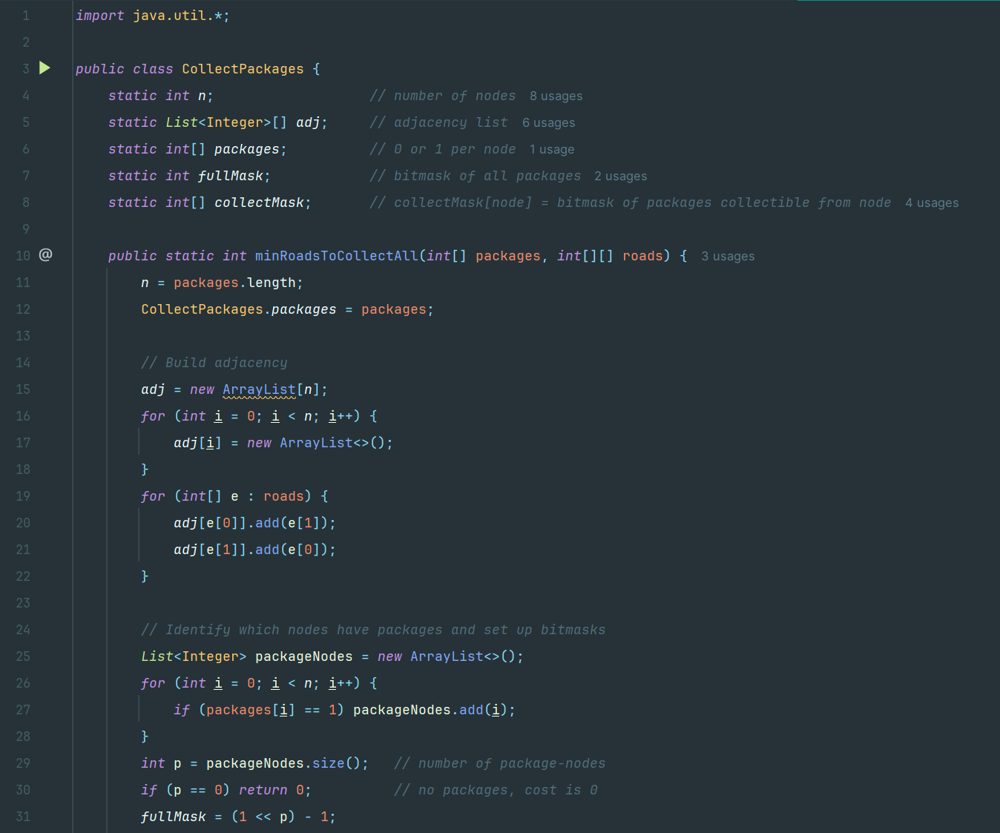 1 import java.util.*;
2
3 public class CollectPackages {
4 static int n; // number of nodes 8 usages
5 static List<Integer>[] adj; // adjacency list 6 usages
6 static int[] packages; // 0 or 1 per node 1 usage
7 static int fullMask; // bitmask of all packages 2 usages
8 static int[] collectMask; // collectMask[node] = bitmask of packages collectible from node 4 usages
9
10 @ public static int minRoadsToCollectAll(int[] packages, int[][] roads) { 3 usages
11 n = packages.length;
12 CollectPackages.packages = packages;
13
14 // Build adjacency
15 adj = new ArrayList[n];
16 for (int i = 0; i < n; i++) {
17 adj[i] = new ArrayList<>();
18 }
19 for (int[] e : roads) {
20 adj[e[0]].add(e[1]);
21 adj[e[1]].add(e[0]);
22 }
23
24 // Identify which nodes have packages and set up bitmasks
25 List<Integer> packageNodes = new ArrayList<>();
26 for (int i = 0; i < n; i++) {
27 if (packages[i] == 1) packageNodes.add(i);
28 }
29 int p = packageNodes.size(); // number of package-nodes
30 if (p == 0) return 0; // no packages, cost is 0
31 fullMask = (1 << p) - 1;